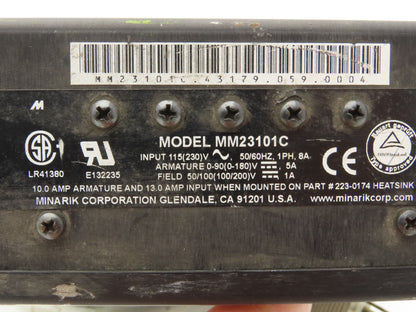 MM23101C.43179.059.0004
MODEL MM23101C
INPUT 115(230)V ∿, 50/60HZ, 1PH, 8A
ARMATURE 0-90(0-180)V ⎓, 5A
FIELD 50/100(100/200)V ⎓, 1A
LR41380
E132235
10.0 AMP ARMATURE AND 13.0 AMP INPUT WHEN MOUNTED ON PART # 223-0174 HEATSINK
MINARIK CORPORATION GLENDALE, CA 91201 U.S.A.
www.minarikcorp.com